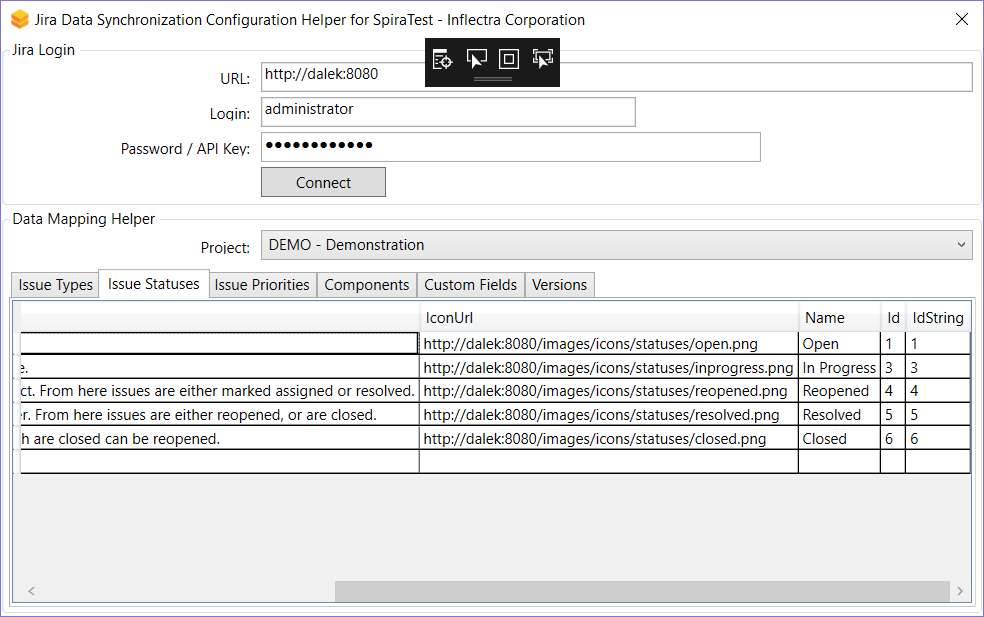 Jira Data Synchronization Configuration Helper for SpiraTest - Inflectra Corporation
Jira Login
URL: http://dalek:8080
Login: administrator
Password / API Key: ●●●●●●●●●●●●
Connect
Data Mapping Helper
Project: DEMO - Demonstration
Issue Types Issue Statuses Issue Priorities Components Custom Fields Versions
IconUrl Name Id IdString
http://dalek:8080/images/icons/statuses/open.png Open 1 1
e. http://dalek:8080/images/icons/statuses/inprogress.png In Progress 3 3
ct. From here issues are either marked assigned or resolved. http://dalek:8080/images/icons/statuses/reopened.png Reopened 4 4
er. From here issues are either reopened, or are closed. http://dalek:8080/images/icons/statuses/resolved.png Resolved 5 5
h are closed can be reopened. http://dalek:8080/images/icons/statuses/closed.png Closed 6 6